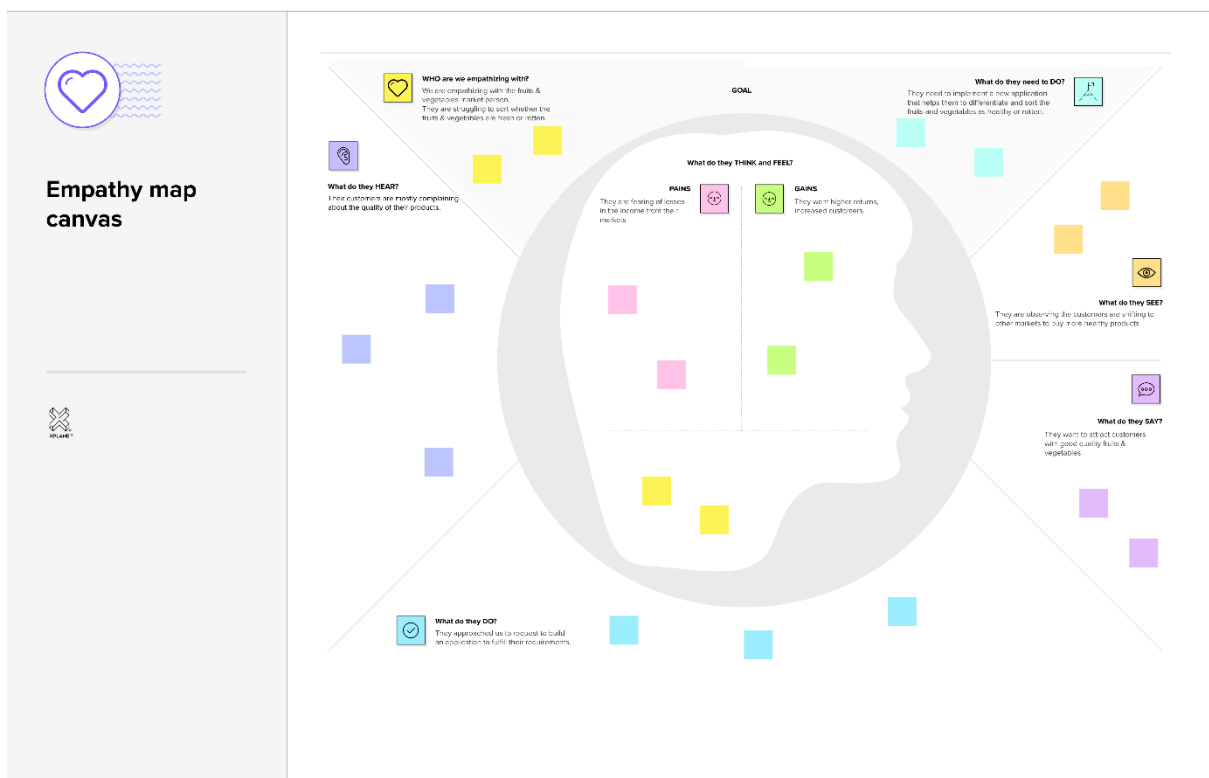 Empathy map
canvas
XPLANE
WHO are we empathizing with?
We are empathizing with the fruits &
vegetables market person.
They are struggling to sort whether the
fruits & vegetables are fresh or rotten.
GOAL
What do they need to DO?
They need to implement a new application
that helps them to differentiate and sort the
fruits and vegetables as healthy or rotten.
What do they HEAR?
Their customers are mostly complaining
about the quality of their products.
What do they THINK and FEEL?
PAINS
They are fearing of losses
in the income from their
markets
GAINS
They want higher returns,
increased customers.
What do they SEE?
They are observing the customers are shifting to
other markets to buy more healthy products
What do they SAY?
They want to attract customers
with good quality fruits &
vegetables
What do they DO?
They approached us to request to build
an application to fulfill their requirements.